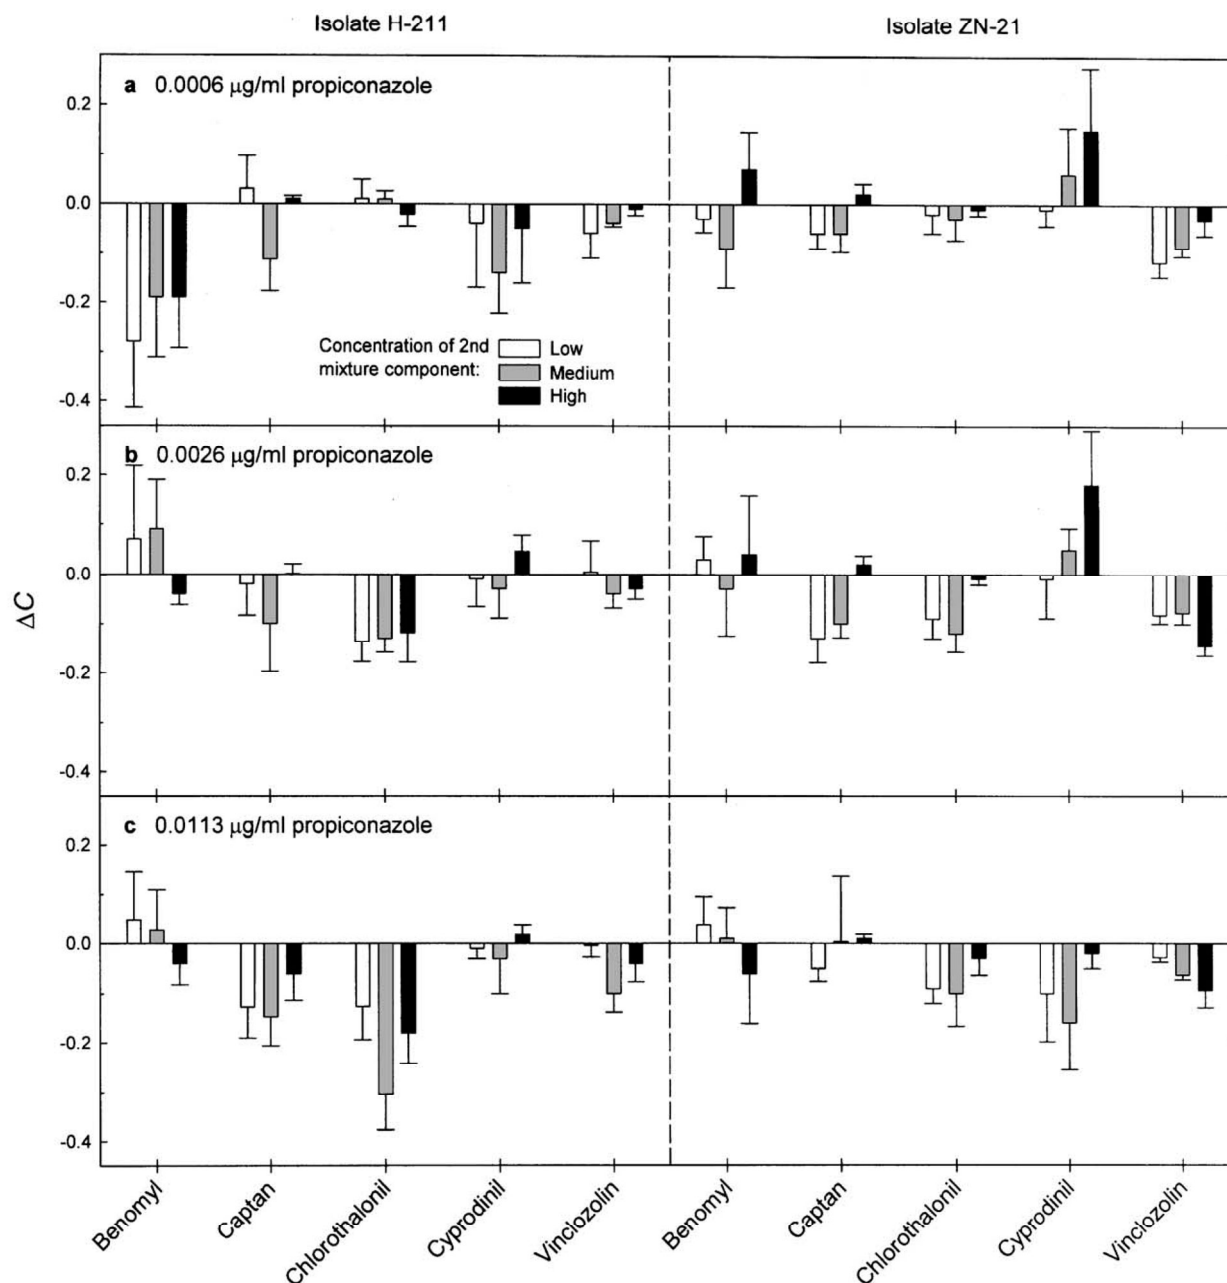 Isolate H-211
Isolate ZN-21
a 0.0006 μg/ml propiconazole
0.2
0.0
-0.2
-0.4
Concentration of 2nd
mixture component:
Low
Medium
High
b 0.0026 μg/ml propiconazole
0.2
0.0
-0.2
-0.4
ΔC
c 0.0113 μg/ml propiconazole
0.2
0.0
-0.2
-0.4
Benomyl
Captan
Chlorothalonil
Cyprodinil
Vinclozolin
Benomyl
Captan
Chlorothalonil
Cyprodinil
Vinclozolin